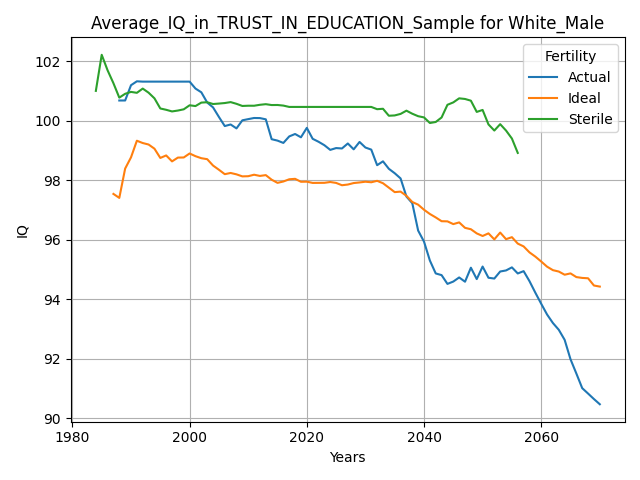 Average_IQ_in_TRUST_IN_EDUCATION_Sample for White_Male
Fertility
Actual
Ideal
Sterile
IQ
102
100
98
96
94
92
90
1980
2000
2020
2040
2060
Years